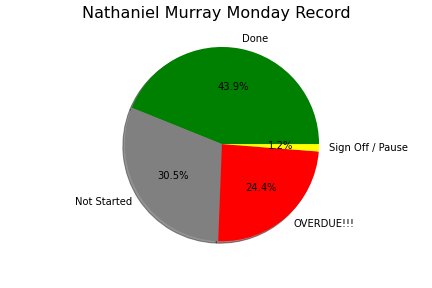 Nathaniel Murray Monday Record
Done
43.9%
1.2%
Sign Off / Pause
30.5%
24.4%
Not Started
OVERDUE!!!